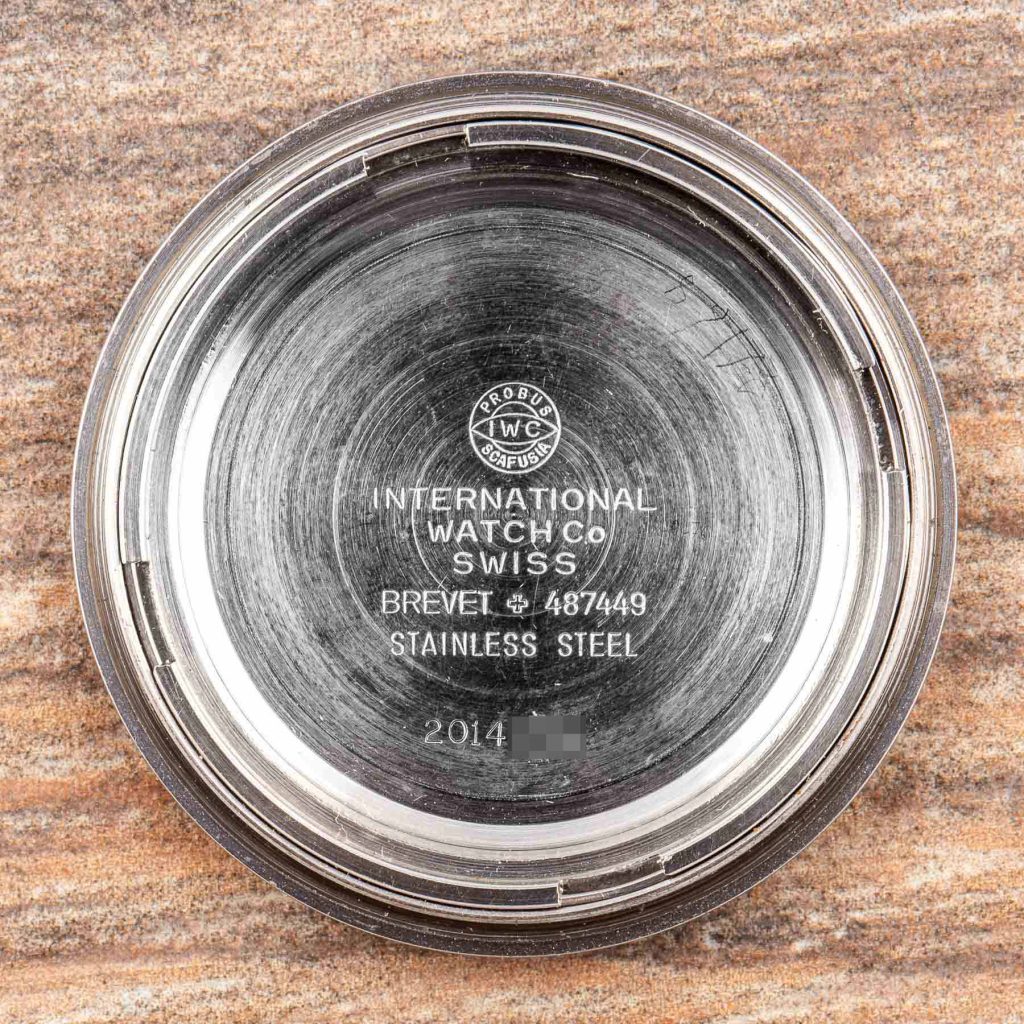 PROBUS
IWC
SCAFUSIA
INTERNATIONAL
WATCH Co
SWISS
BREVET ✚ 487449
STAINLESS STEEL
2014